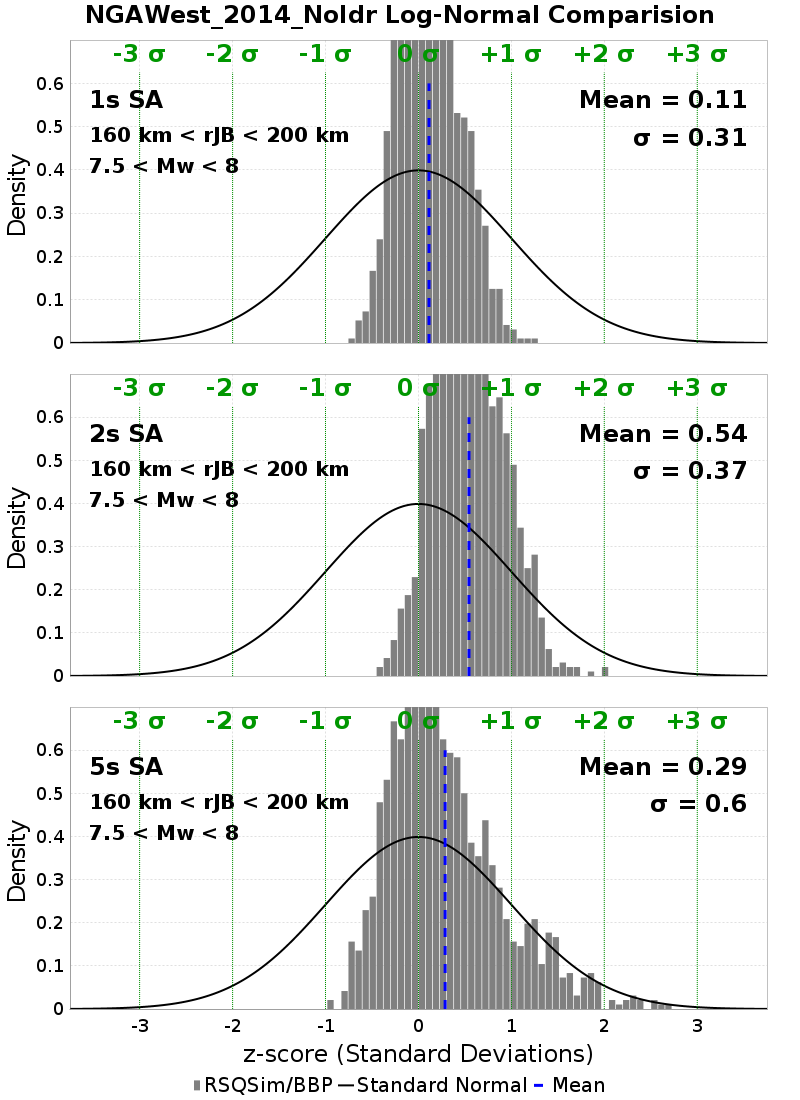 NGAWest_2014_NoIdr Log-Normal Comparision
-3 σ -2 σ -1 σ 0 σ +1 σ +2 σ +3 σ
1s SA
Mean = 0.11
160 km < rJB < 200 km
σ = 0.31
7.5 < Mw < 8
Density
0.6
0.5
0.4
0.3
0.2
0.1
0
-3 σ -2 σ -1 σ 0 σ +1 σ +2 σ +3 σ
2s SA
Mean = 0.54
160 km < rJB < 200 km
σ = 0.37
7.5 < Mw < 8
Density
0.6
0.5
0.4
0.3
0.2
0.1
0
-3 σ -2 σ -1 σ 0 σ +1 σ +2 σ +3 σ
5s SA
Mean = 0.29
160 km < rJB < 200 km
σ = 0.6
7.5 < Mw < 8
Density
0.6
0.5
0.4
0.3
0.2
0.1
0
-3 -2 -1 0 1 2 3
z-score (Standard Deviations)
RSQSim/BBP Standard Normal Mean